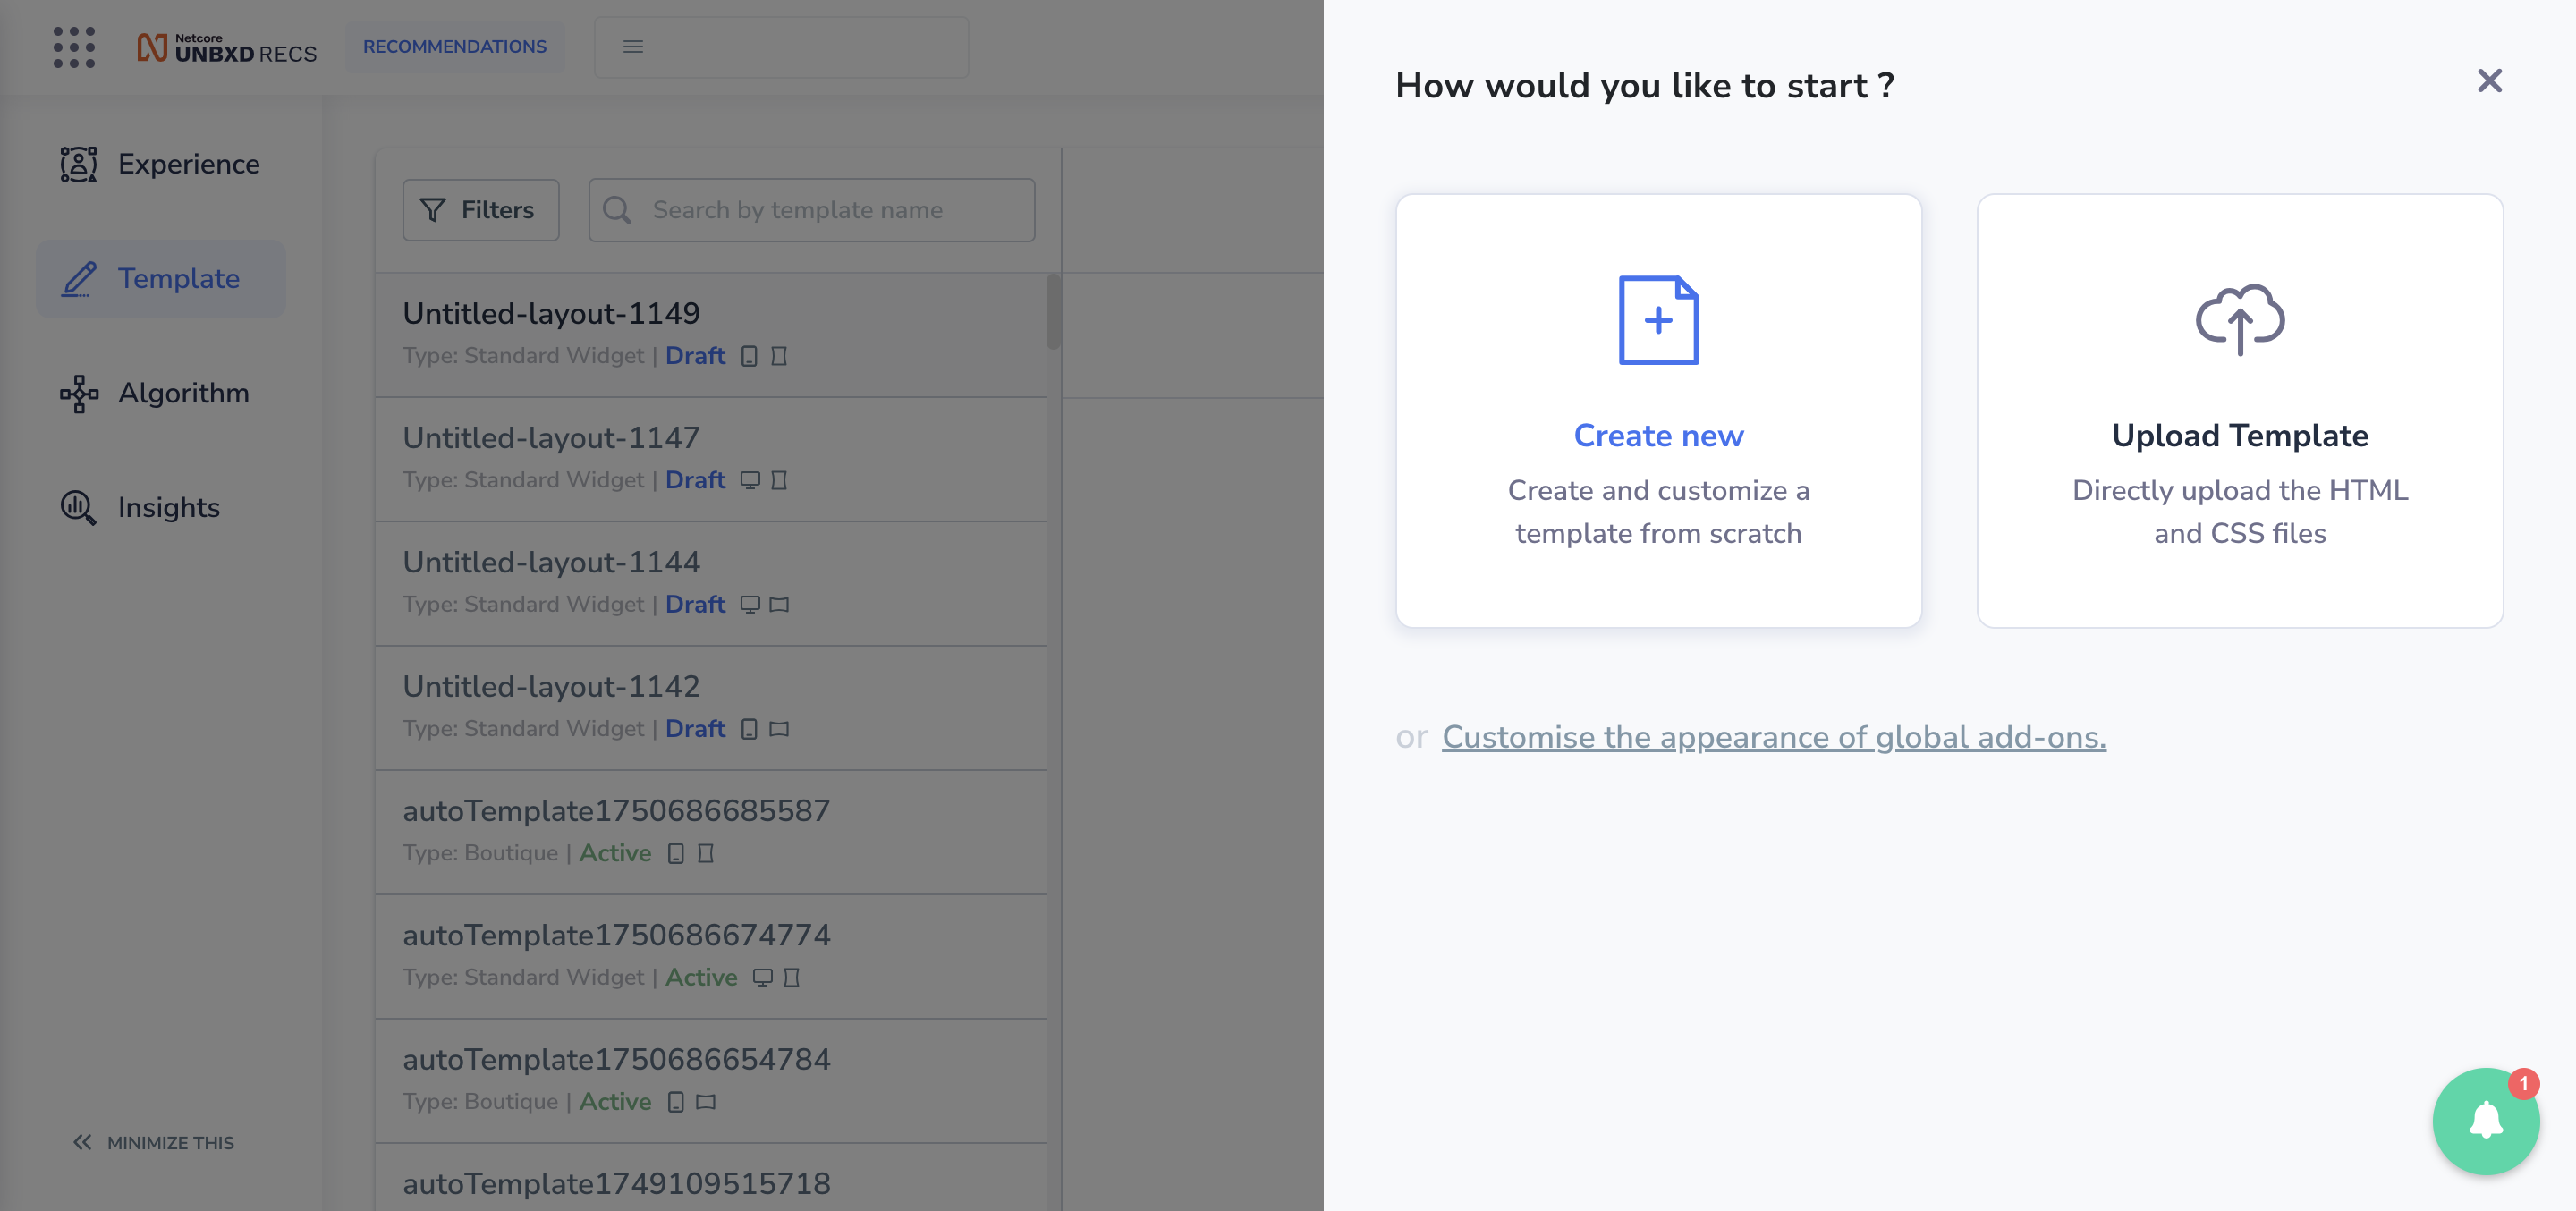 Netcore
UNBXD RECS
RECOMMENDATIONS
Experience
Template
Algorithm
Insights
MINIMIZE THIS
Filters
Search by template name
Untitled-layout-1149
Type: Standard Widget | Draft
Untitled-layout-1147
Type: Standard Widget | Draft
Untitled-layout-1144
Type: Standard Widget | Draft
Untitled-layout-1142
Type: Standard Widget | Draft
autoTemplate1750686685587
Type: Boutique | Active
autoTemplate1750686674774
Type: Standard Widget | Active
autoTemplate1750686654784
Type: Boutique | Active
autoTemplate1749109515718
How would you like to start ?
Create new
Create and customize a
template from scratch
Upload Template
Directly upload the HTML
and CSS files
or Customise the appearance of global add-ons.
1